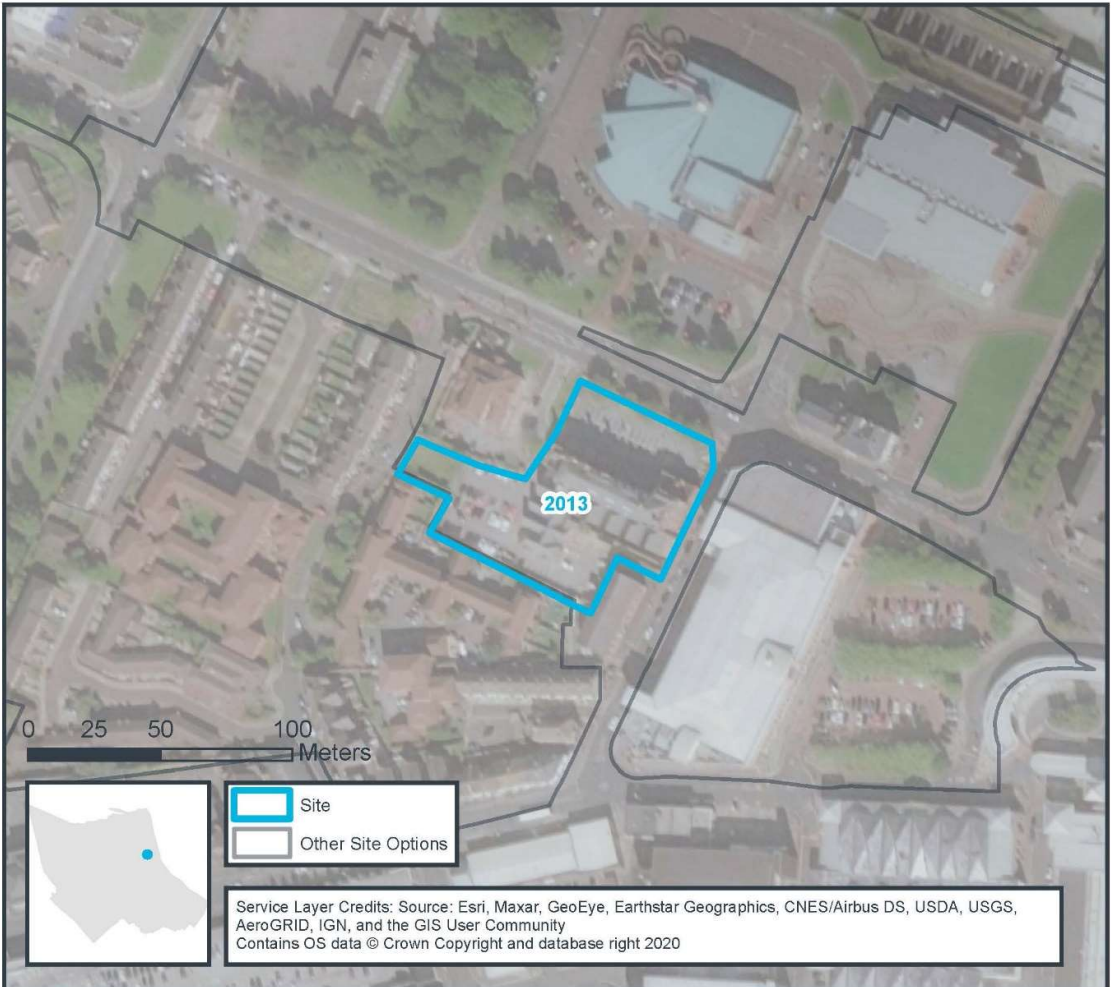 2013
0 25 50 100
Meters
Site
Other Site Options
Service Layer Credits: Source: Esri, Maxar, GeoEye, Earthstar Geographics, CNES/Airbus DS, USDA, USGS,
AeroGRID, IGN, and the GIS User Community
Contains OS data © Crown Copyright and database right 2020